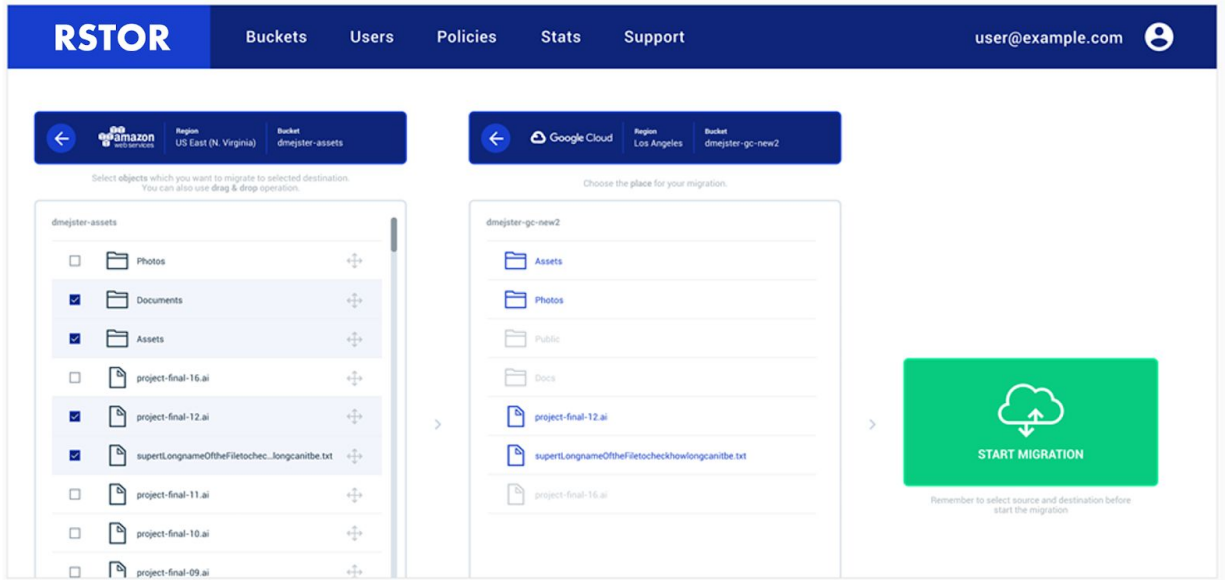 RSTOR
Buckets Users Policies Stats Support user@example.com
amazon
web services
Region
US East (N. Virginia)
Bucket
dmejster-assets
Select objects which you want to migrate to selected destination.
You can also use drag & drop operation.
dmejster-assets
Photos
Documents
Assets
project-final-16.ai
project-final-12.ai
supertLongnameOftheFiletochec...longcanitbe.txt
project-final-11.ai
project-final-10.ai
project-final-09.ai
Google Cloud
Region
Los Angeles
Bucket
dmejster-gc-new2
Choose the place for your migration.
dmejster-gc-new2
Assets
Photos
Public
Docs
project-final-12.ai
supertLongnameOftheFiletocheckhowlongcanitbe.txt
project-final-16.ai
START MIGRATION
Remember to select source and destination before
start the migration